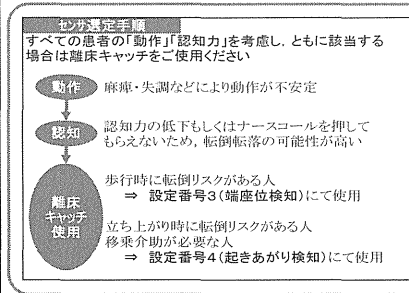 センサ選定手順
すべての患者の「動作」「認知力」を考慮し，ともに該当する
場合は離床キャッチをご使用ください
動作
麻痺・失調などにより動作が不安定
認知
認知力の低下もしくはナースコールを押して
もらえないため，転倒転落の可能性が高い
離床
キャッチ
使用
歩行時に転倒リスクがある人
⇒ 設定番号3（端座位検知）にて使用
立ち上がり時に転倒リスクがある人
移乗介助が必要な人
⇒ 設定番号4（起きあがり検知）にて使用